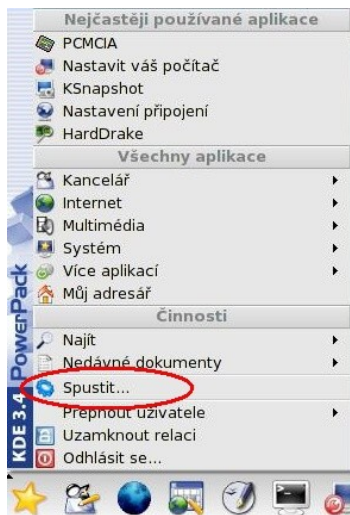 Nejčastěji používané aplikace
PCMCIA
Nastavit váš počítač
KSnapshot
Nastavení připojení
HardDrake
Všechny aplikace
Kancelář
Internet
Multimédia
Systém
Více aplikací
Můj adresář
Činnosti
Najít
Nedávné dokumenty
Spustit...
Přepnout uživatele
Uzamknout relaci
Odhlásit se...
KDE 3.4 PowerPack